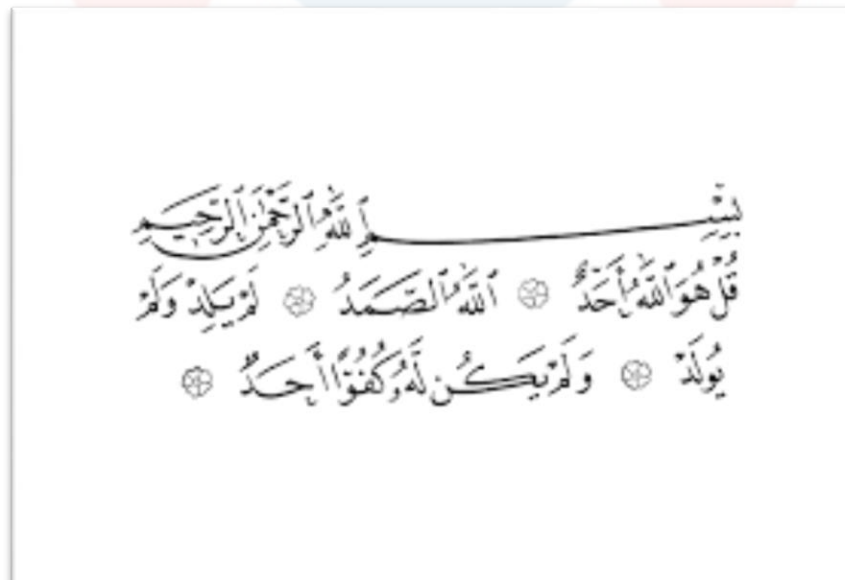 بِسْمِ ٱللَّهِ ٱلرَّحْمَٰنِ ٱلرَّحِيمِ
قُلْ هُوَ ٱللَّهُ أَحَدٌ ۝ ٱللَّهُ ٱلصَّمَدُ ۝ لَمْ يَلِدْ وَلَمْ
يُولَدْ ۝ وَلَمْ يَكُن لَّهُۥ كُفُوًا أَحَدٌ ۝